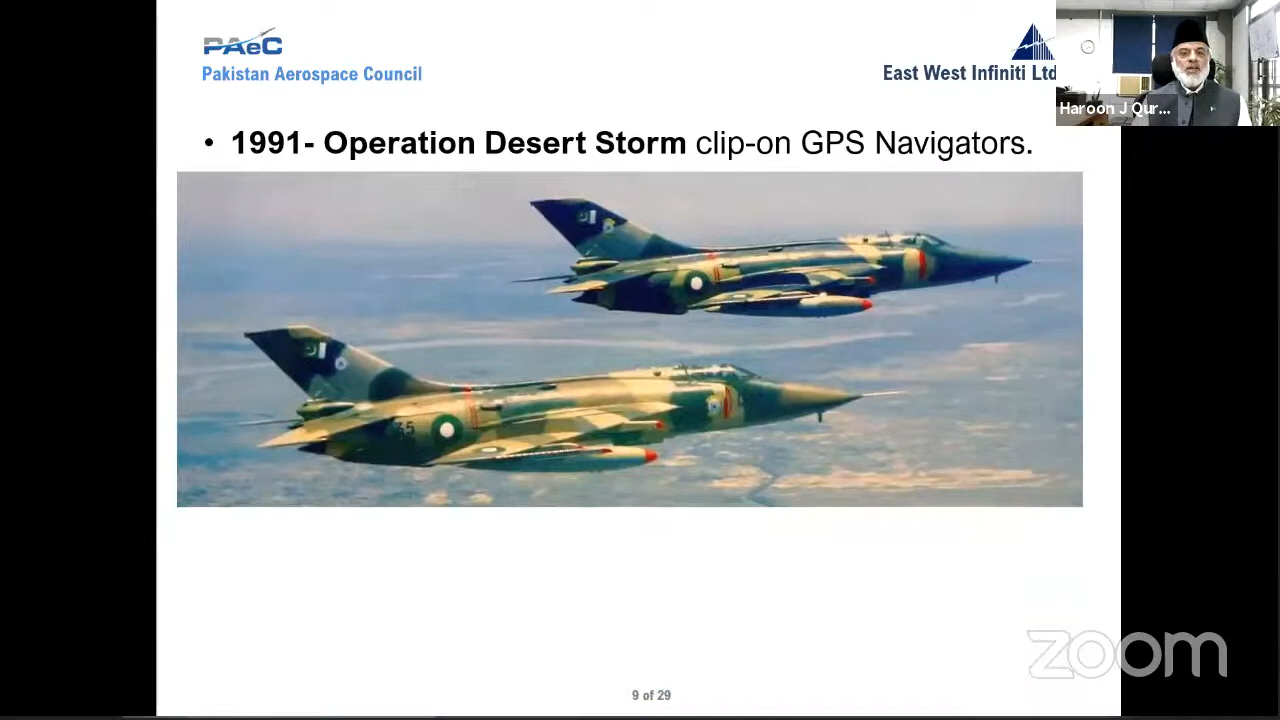 PAeC
Pakistan Aerospace Council
East West Infiniti Ltd
Haroon J Qur...
• 1991- Operation Desert Storm clip-on GPS Navigators.
35
zoom
9 of 29